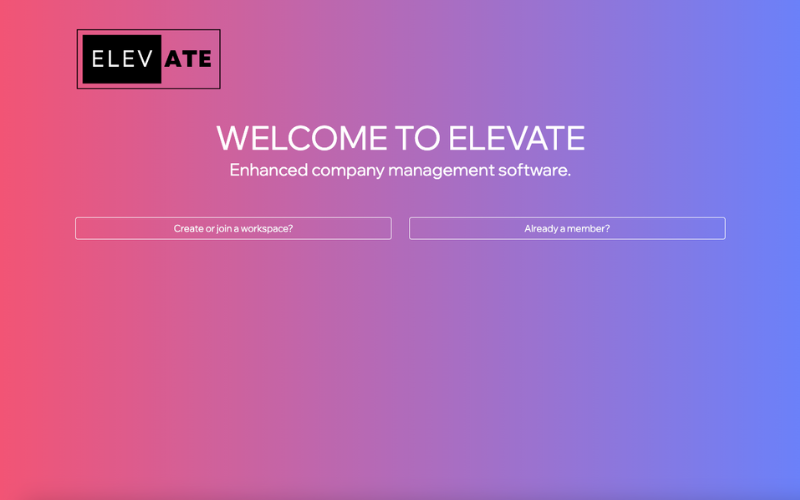 ELEVATE
WELCOME TO ELEVATE
Enhanced company management software.
Create or join a workspace?
Already a member?